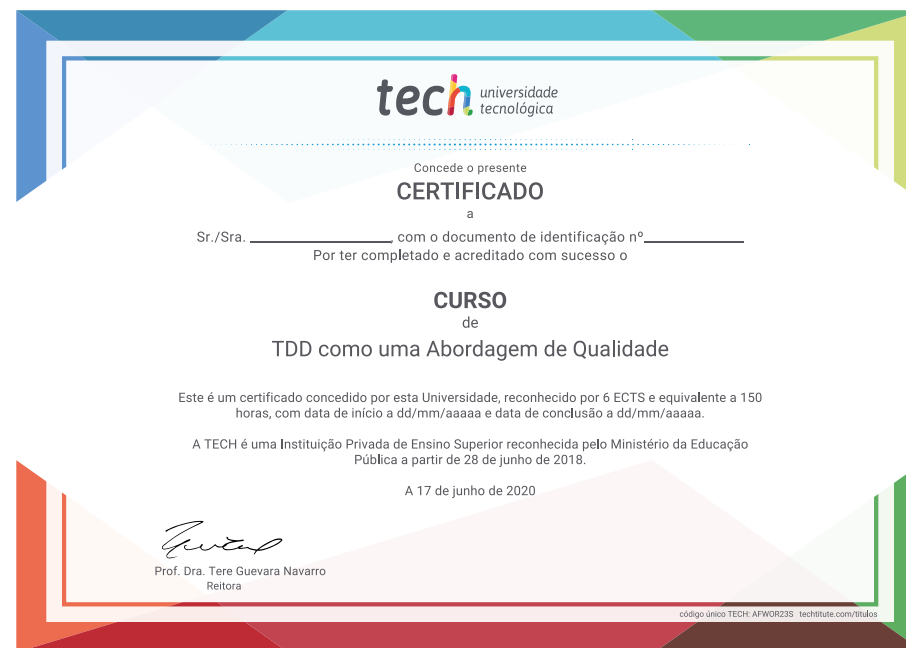 tech universidade
tecnológica
Concede o presente
CERTIFICADO
a
Sr./Sra. , com o documento de identificação nº
Por ter completado e acreditado com sucesso o
CURSO
de
TDD como uma Abordagem de Qualidade
Este é um certificado concedido por esta Universidade, reconhecido por 6 ECTS e equivalente a 150
horas, com data de início a dd/mm/aaaaa e data de conclusão a dd/mm/aaaaa.
A TECH é uma Instituição Privada de Ensino Superior reconhecida pelo Ministério da Educação
Pública a partir de 28 de junho de 2018.
A 17 de junho de 2020
Prof. Dra. Tere Guevara Navarro
Reitora
código único TECH: AFWOR23S techtitute.com/titulos